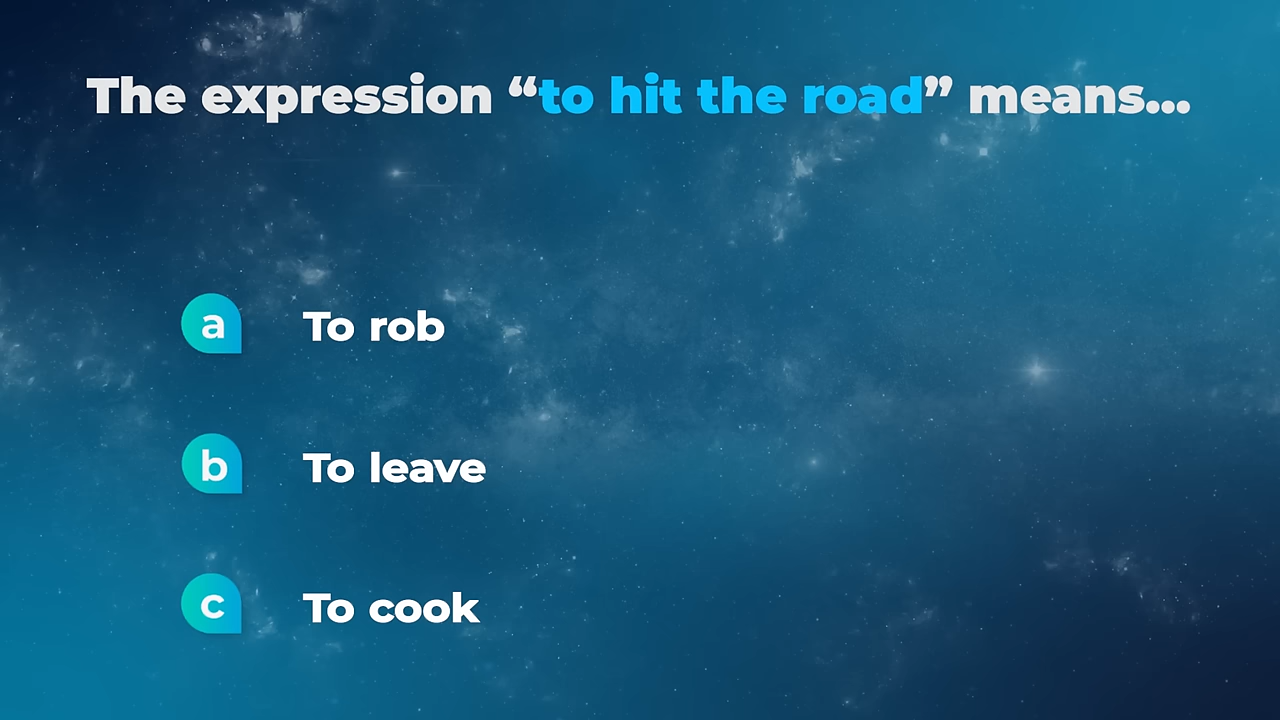 The expression “to hit the road” means...
a To rob
b To leave
c To cook